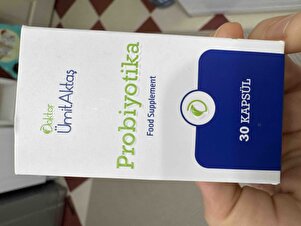 Doktor
ÜmitAktaş
Probiyotika
Food Supplement
30 KAPSÜL